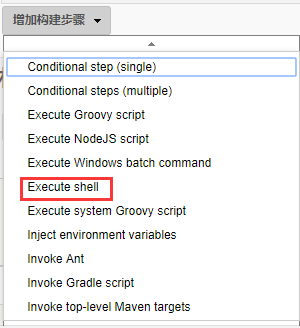 增加构建步骤
Conditional step (single)
Conditional steps (multiple)
Execute Groovy script
Execute NodeJS script
Execute Windows batch command
Execute shell
Execute system Groovy script
Inject environment variables
Invoke Ant
Invoke Gradle script
Invoke top-level Maven targets